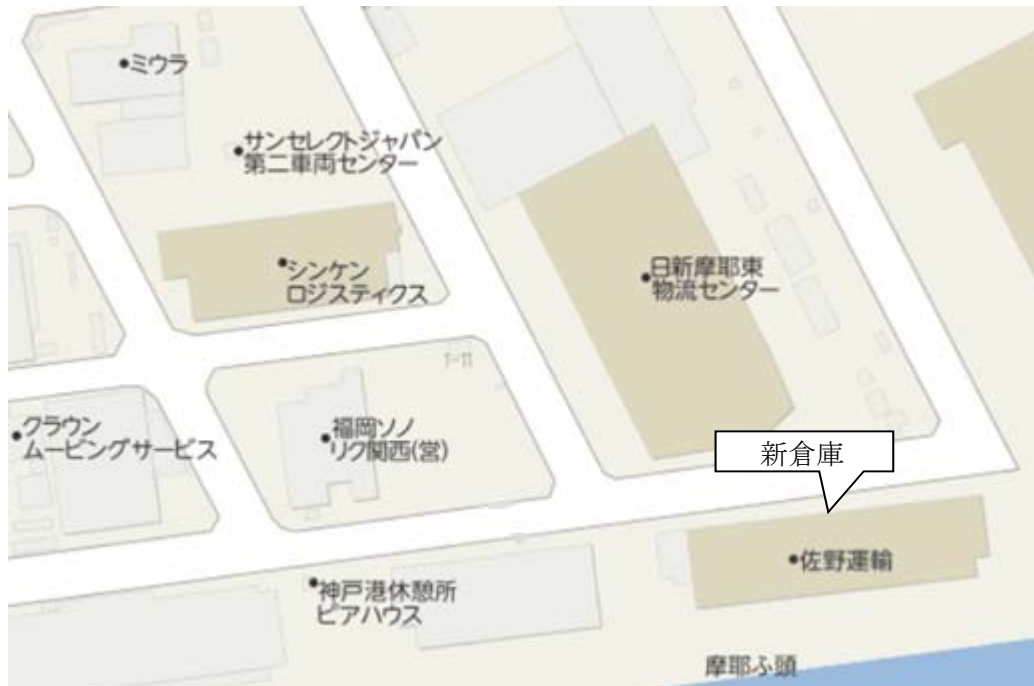 ミウラ
サンセレクトジャパン
第二車両センター
シンケン
ロジスティクス
日新摩耶東
物流センター
1-11
クラウン
ムービングサービス
福岡ソノ
リク関西(営)
新倉庫
佐野運輸
神戸港休憩所
ピアハウス
摩耶ふ頭